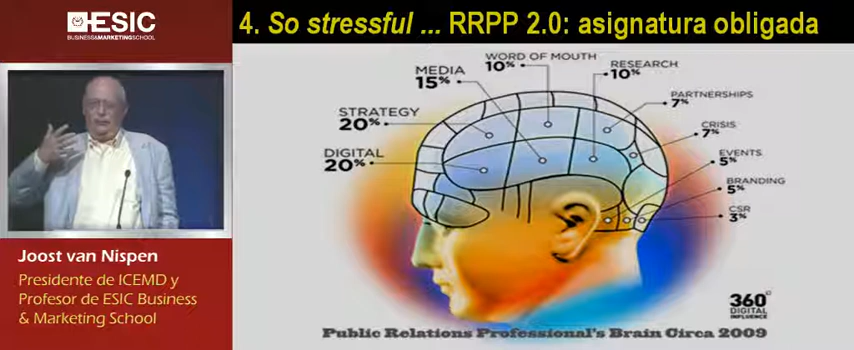 ESIC
BUSINESS&MARKETINGSCHOOL
4. So stressful ... RRPP 2.0: asignatura obligada
WORD OF MOUTH
10%
RESEARCH
10%
MEDIA
15%
PARTNERSHIPS
7%
STRATEGY
20%
CRISIS
7%
DIGITAL
20%
EVENTS
5%
BRANDING
5%
CSR
3%
Joost van Nispen
Presidente de ICEMD y
Profesor de ESIC Business
& Marketing School
360°
DIGITAL
INFLUENCE
Public Relations Professional's Brain Circa 2009